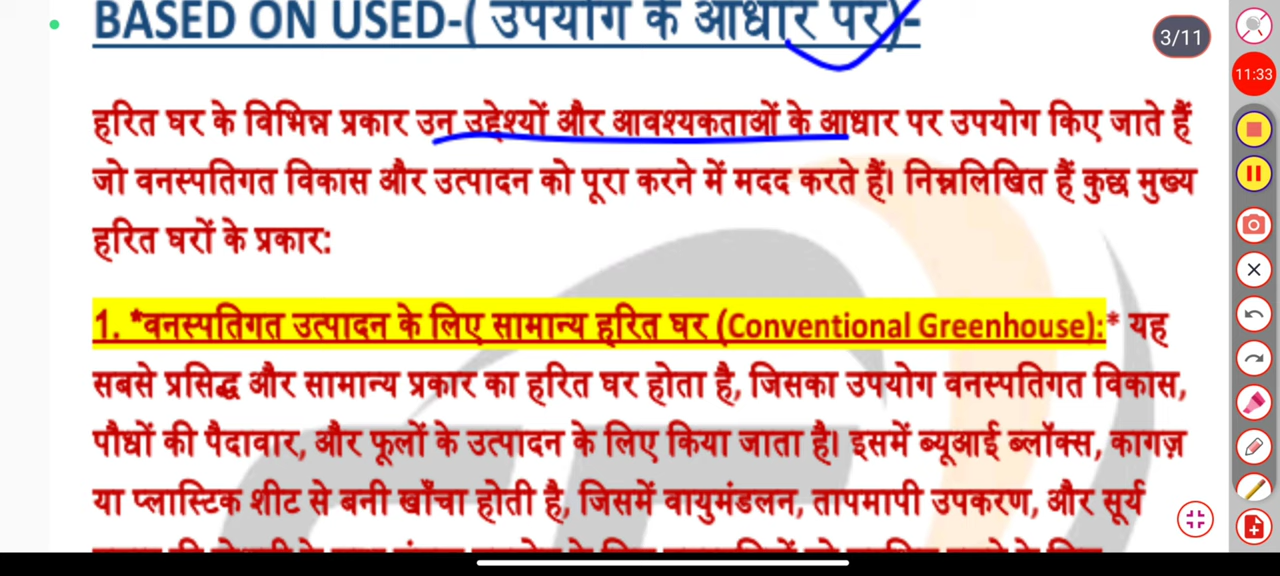 BASED ON USED-( उपयोग के आधार पर)-
3/11
11:33
हरित घर के विभिन्न प्रकार उन उद्देश्यों और आवश्यकताओं के आधार पर उपयोग किए जाते हैं
जो वनस्पतिगत विकास और उत्पादन को पूरा करने में मदद करते हैं। निम्नलिखित हैं कुछ मुख्य
हरित घरों के प्रकार:
1. *वनस्पतिगत उत्पादन के लिए सामान्य हरित घर (Conventional Greenhouse):* यह
सबसे प्रसिद्ध और सामान्य प्रकार का हरित घर होता है, जिसका उपयोग वनस्पतिगत विकास,
पौधों की पैदावार, और फूलों के उत्पादन के लिए किया जाता है। इसमें ब्यूआई ब्लॉक्स, कागज़
या प्लास्टिक शीट से बनी खाँचा होती है, जिसमें वायुमंडलन, तापमापी उपकरण, और सूर्य